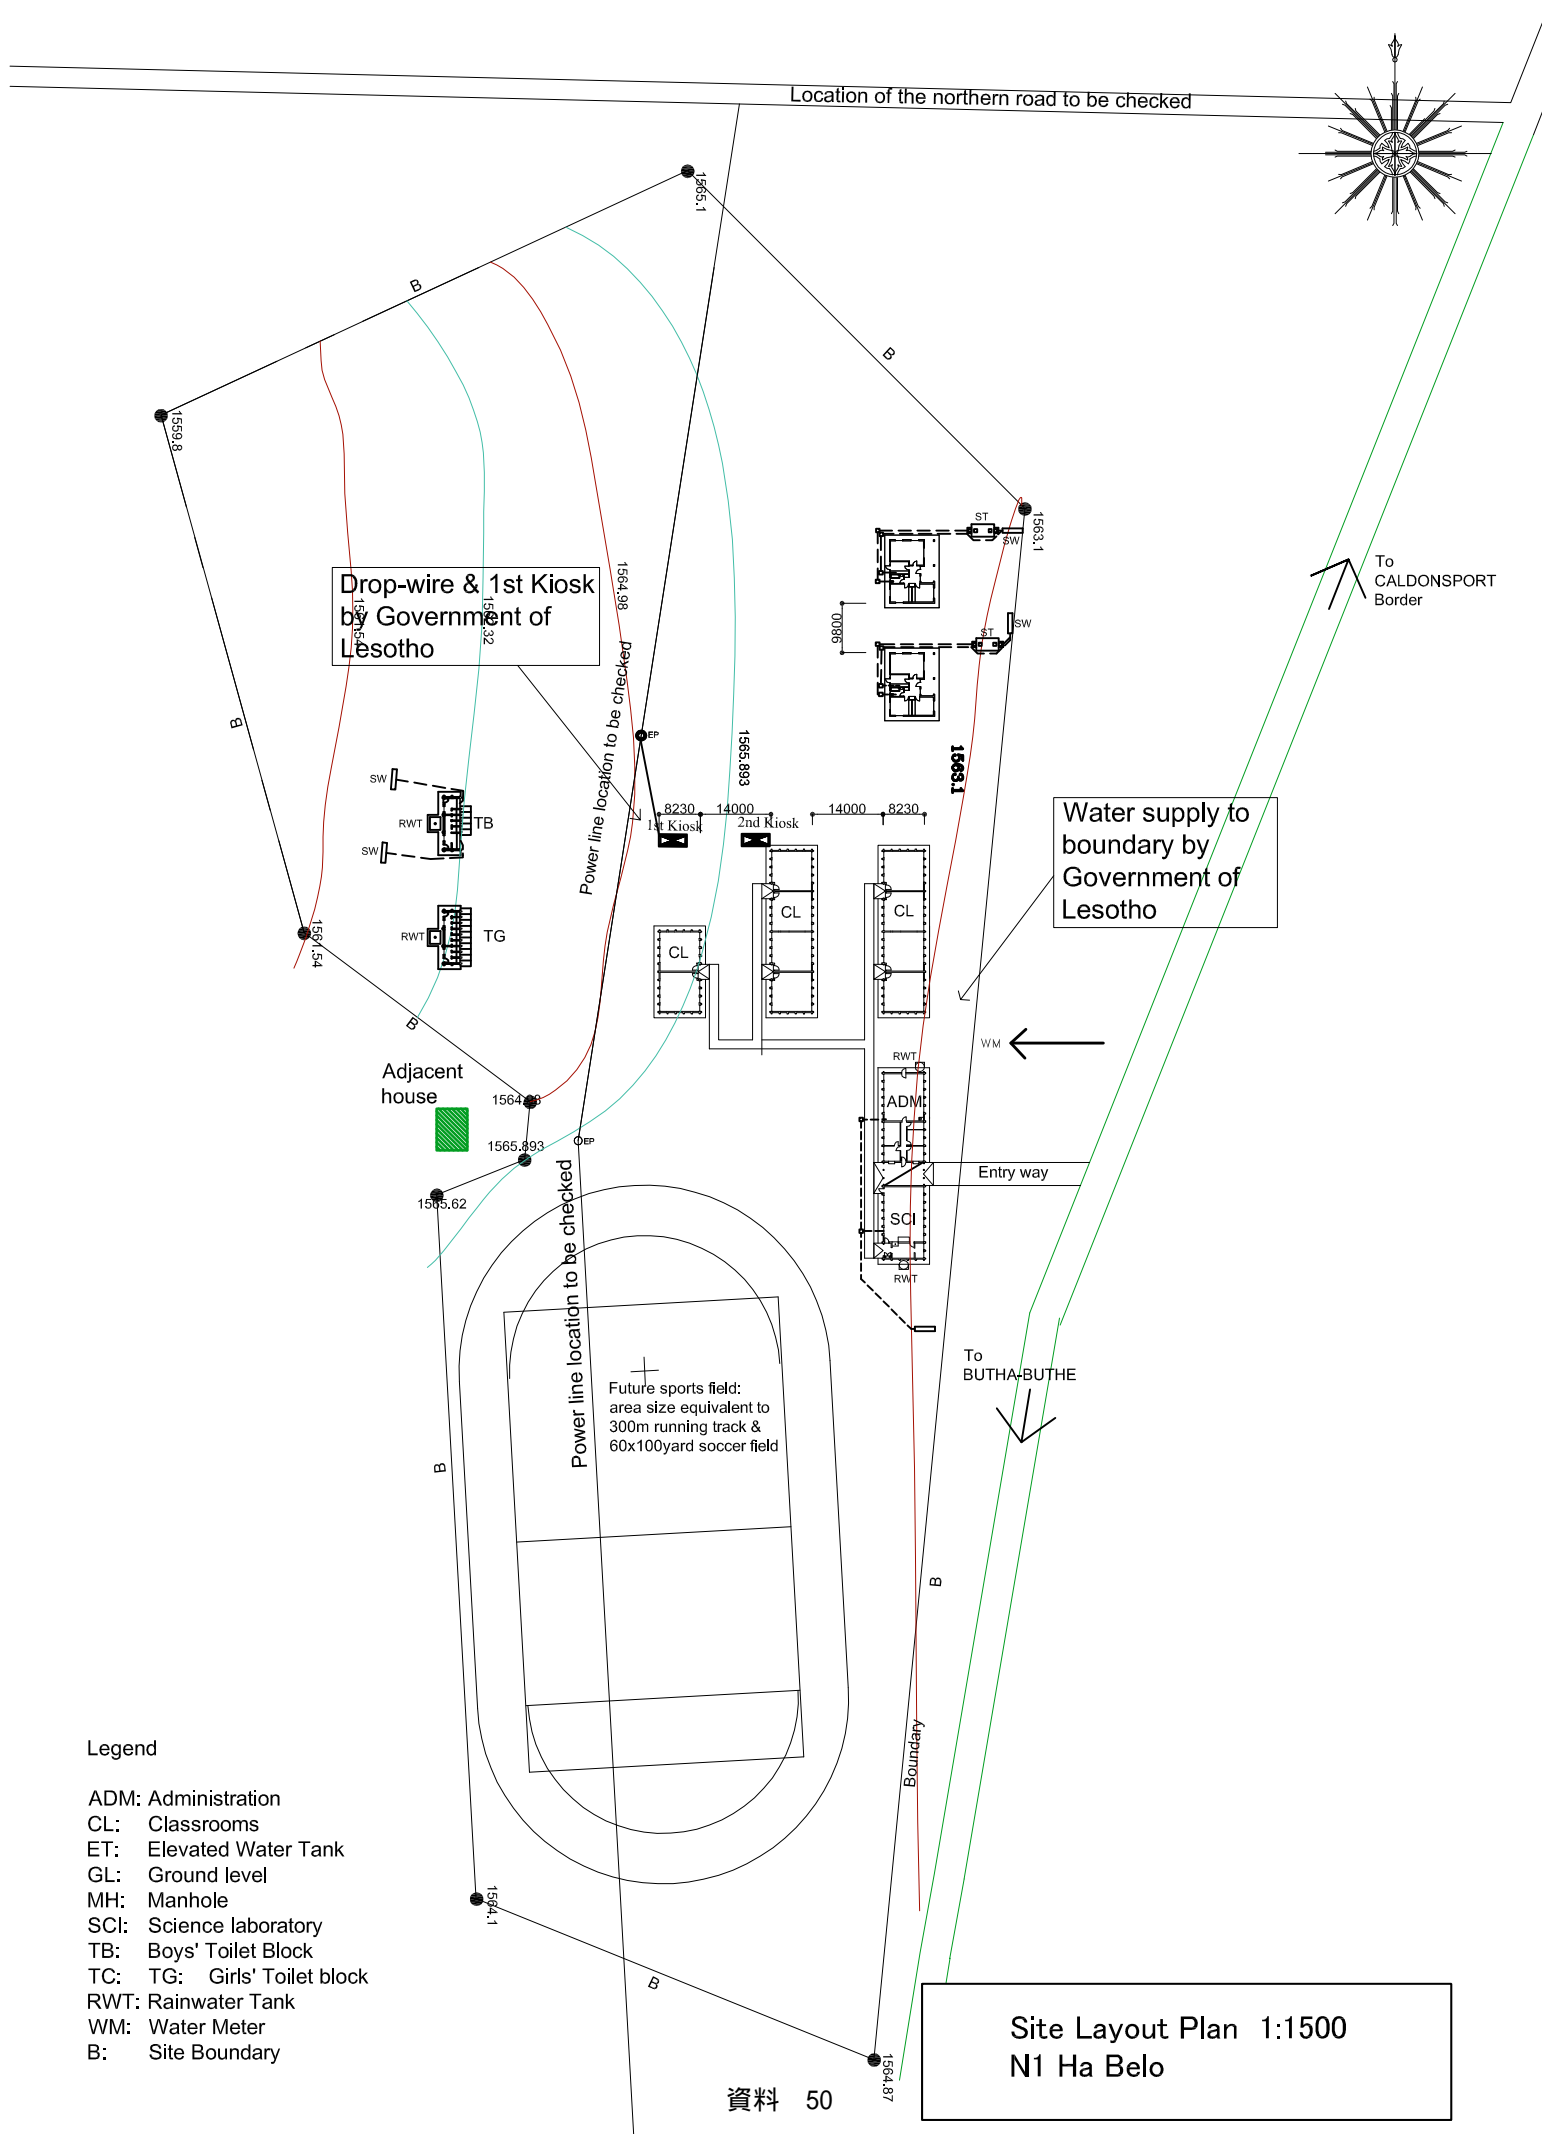 Location of the northern road to be checked
1565.1
B
B
1559.8
1563.1
ST
SW
To
CALDONSPORT
Border
1564.98
Drop-wire & 1st Kiosk
by Government of
Lesotho
1561.54
.32
9800
ST
SW
Power line location to be checked
B
EP
1565.893
1563.1
SW
RWT
TB
SW
8230
14000
14000
8230
1st Kiosk
2nd Kiosk
Water supply to
boundary by
Government of
Lesotho
CL
CL
CL
RWT
TG
1561.54
B
WM
RWT
Adjacent
house
ADM
1564.98
1565.893
EP
Entry way
1565.62
SCI
RWT
Power line location to be checked
To
BUTHA-BUTHE
Future sports field:
area size equivalent to
300m running track &
60x100yard soccer field
B
B
Boundary
Legend
ADM: Administration
CL: Classrooms
ET: Elevated Water Tank
GL: Ground level
MH: Manhole
SCI: Science laboratory
TB: Boys' Toilet Block
TC: TG: Girls' Toilet block
RWT: Rainwater Tank
WM: Water Meter
B: Site Boundary
1564.1
B
1564.87
Site Layout Plan 1:1500
N1 Ha Belo
資料 50